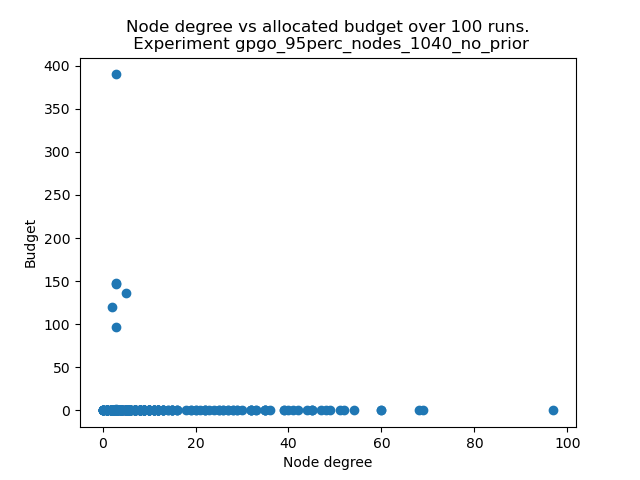 Node degree vs allocated budget over 100 runs.
Experiment gpgo_95perc_nodes_1040_no_prior
400
350
300
250
200
150
100
50
0
Budget
0 20 40 60 80 100
Node degree